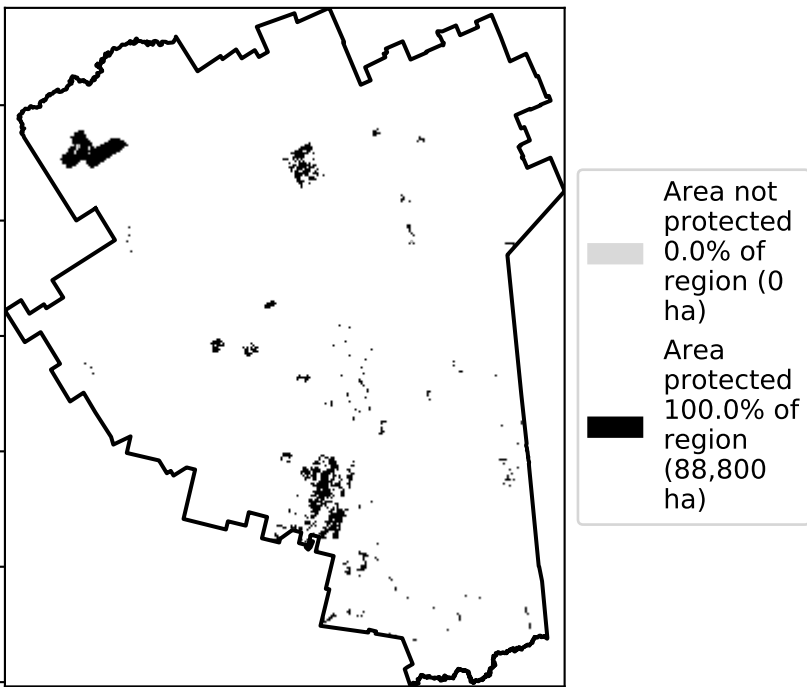 Area not
protected
0.0% of
region (0
ha)
Area
protected
100.0% of
region
(88,800
ha)